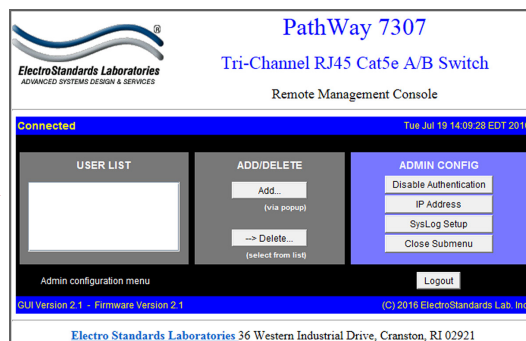 PathWay 7307
®
ElectroStandards Laboratories
ADVANCED SYSTEMS DESIGN & SERVICES
Tri-Channel RJ45 Cat5e A/B Switch
Remote Management Console
Connected
Tue Jul 19 14:09:28 EDT 201
USER LIST
ADD/DELETE
Add...
(via popup)
--> Delete...
(select from list)
ADMIN CONFIG
Disable Authentication
IP Address
SysLog Setup
Close Submenu
Admin configuration menu
Logout
GUI Version 2.1 - Firmware Version 2.1
(C) 2016 ElectroStandards Lab. Inc
Electro Standards Laboratories 36 Western Industrial Drive, Cranston, RI 02921